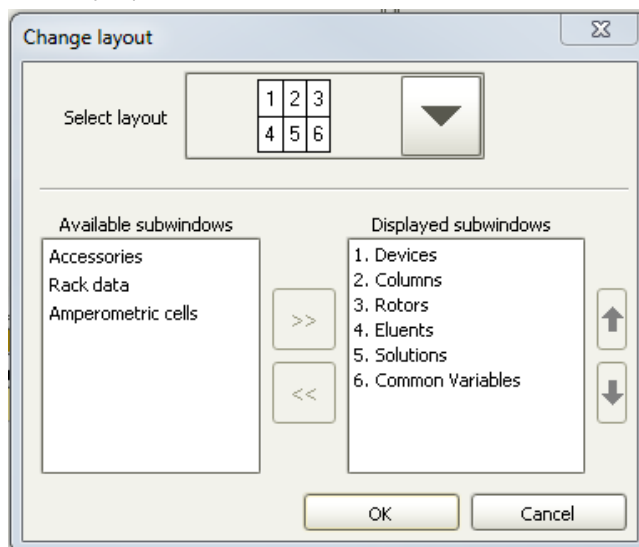 Change layout
Select layout
1 2 3
4 5 6
Available subwindows
Accessories
Rack data
Amperometric cells
>>
<<
Displayed subwindows
1. Devices
2. Columns
3. Rotors
4. Eluents
5. Solutions
6. Common Variables
OK
Cancel